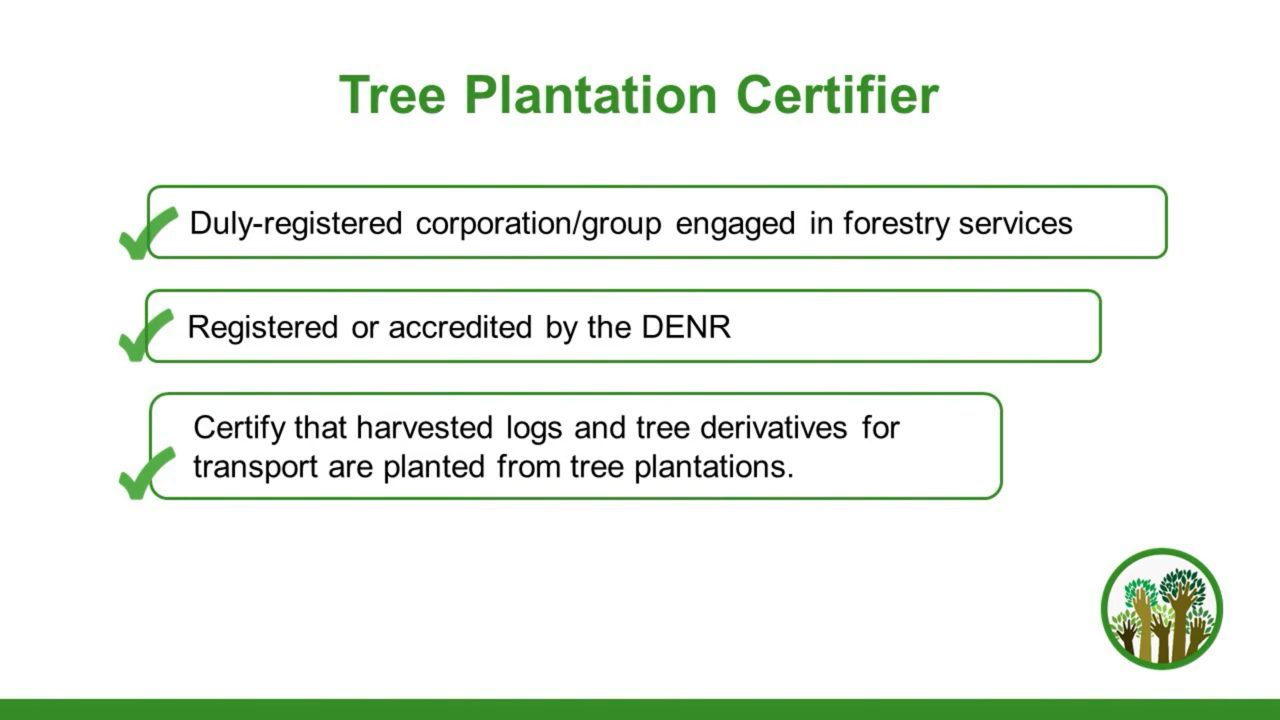 Tree Plantation Certifier
Duly-registered corporation/group engaged in forestry services
Registered or accredited by the DENR
Certify that harvested logs and tree derivatives for
transport are planted from tree plantations.